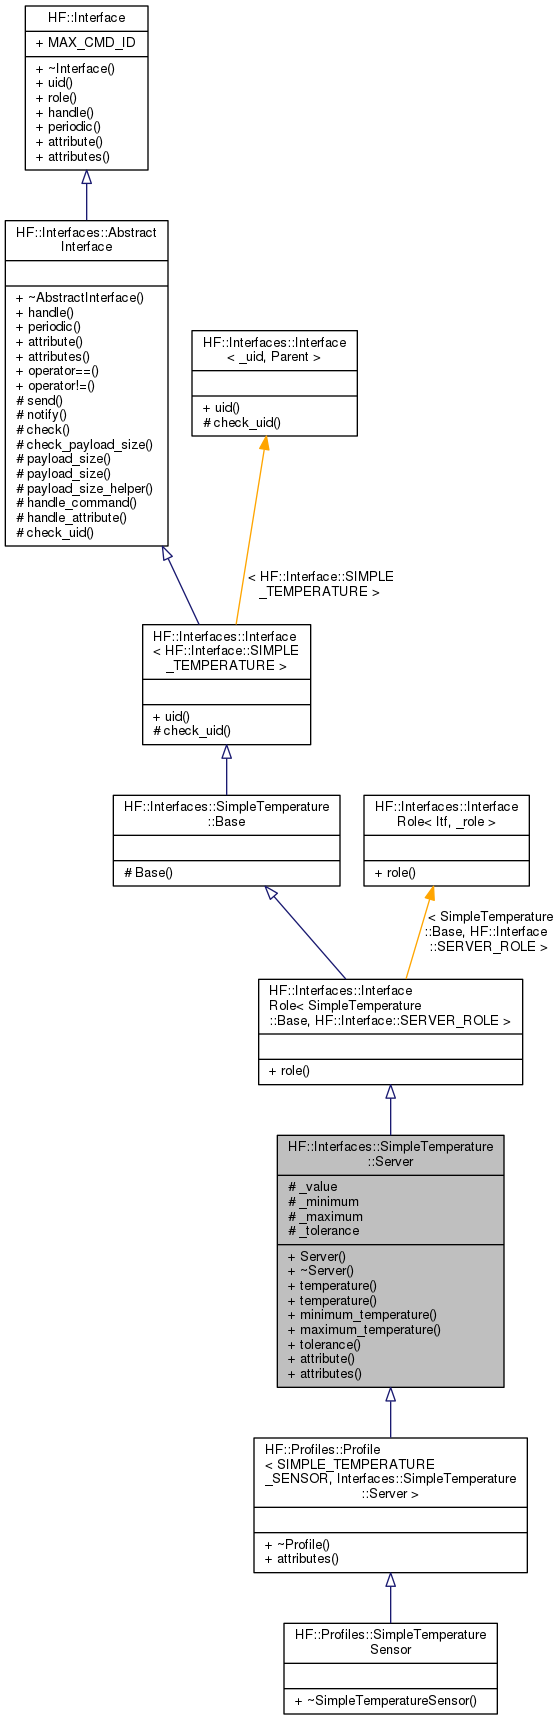 HF::Interface
+ MAX_CMD_ID
+ ~Interface()
+ uid()
+ role()
+ handle()
+ periodic()
+ attribute()
+ attributes()
HF::Interfaces::Abstract
Interface
+ ~AbstractInterface()
+ handle()
+ periodic()
+ attribute()
+ attributes()
+ operator==()
+ operator!=()
# send()
# notify()
# check()
# check_payload_size()
# payload_size()
# payload_size()
# payload_size_helper()
# handle_command()
# handle_attribute()
# check_uid()
HF::Interfaces::Interface
< _uid, Parent >
+ uid()
# check_uid()
< HF::Interface::SIMPLE
_TEMPERATURE >
HF::Interfaces::Interface
< HF::Interface::SIMPLE
_TEMPERATURE >
+ uid()
# check_uid()
HF::Interfaces::SimpleTemperature
::Base
# Base()
HF::Interfaces::Interface
Role< Itf, _role >
+ role()
< SimpleTemperature
::Base, HF::Interface
::SERVER_ROLE >
HF::Interfaces::Interface
Role< SimpleTemperature
::Base, HF::Interface::SERVER_ROLE >
+ role()
HF::Interfaces::SimpleTemperature
::Server
# _value
# _minimum
# _maximum
# _tolerance
+ Server()
+ ~Server()
+ temperature()
+ temperature()
+ minimum_temperature()
+ maximum_temperature()
+ tolerance()
+ attribute()
+ attributes()
HF::Profiles::Profile
< SIMPLE_TEMPERATURE
_SENSOR, Interfaces::SimpleTemperature
::Server >
+ ~Profile()
+ attributes()
HF::Profiles::SimpleTemperature
Sensor
+ ~SimpleTemperatureSensor()